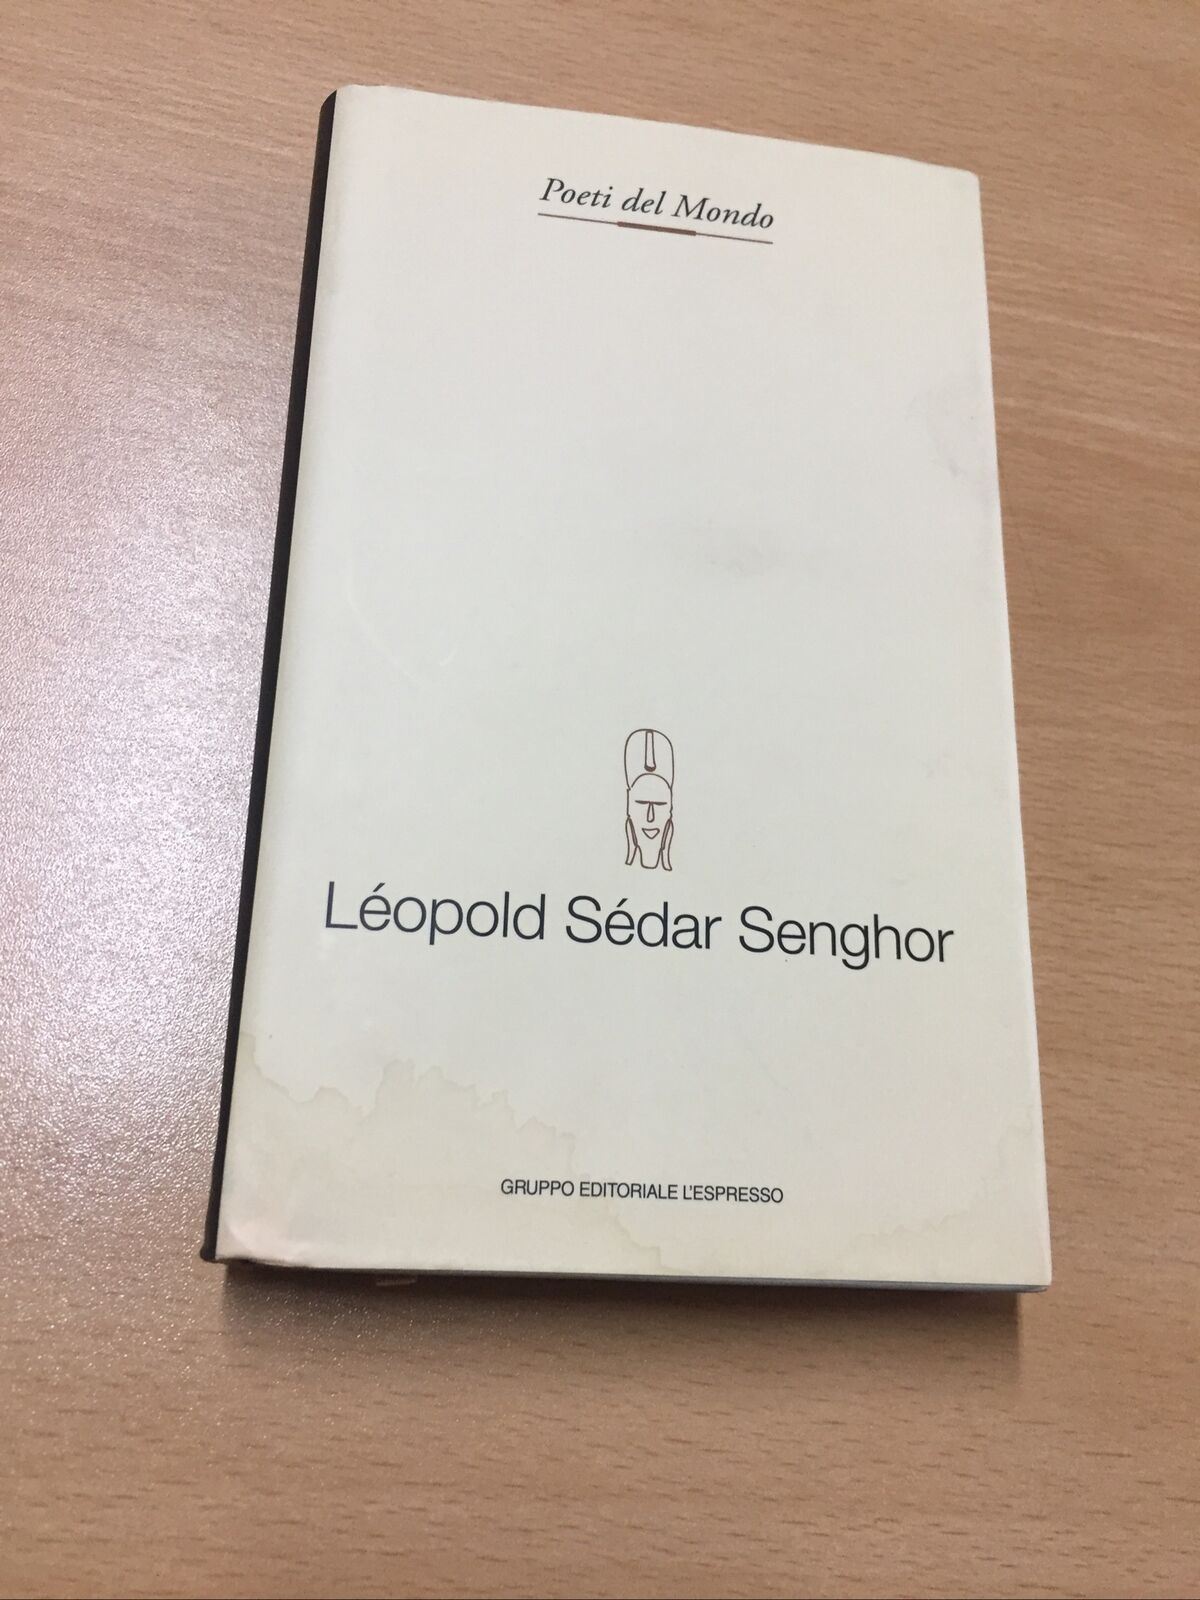 Poeti del Mondo
Léopold Sédar Senghor
GRUPPO EDITORIALE L'ESPRESSO